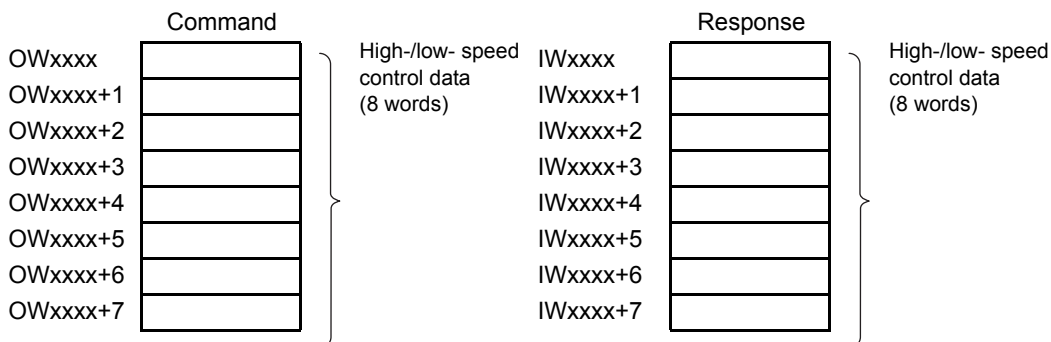 Command
OWxxxx
OWxxxx+1
OWxxxx+2
OWxxxx+3
OWxxxx+4
OWxxxx+5
OWxxxx+6
OWxxxx+7
High-/low- speed
control data
(8 words)
Response
IWxxxx
IWxxxx+1
IWxxxx+2
IWxxxx+3
IWxxxx+4
IWxxxx+5
IWxxxx+6
IWxxxx+7
High-/low- speed
control data
(8 words)